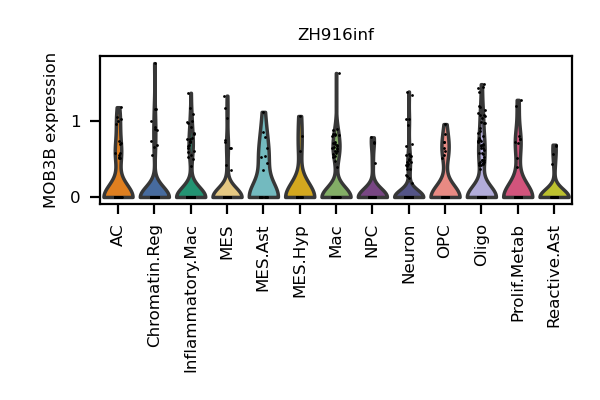 ZH916inf
MOB3B expression
1
0
AC
Chromatin.Reg
Inflammatory.Mac
MES
MES.Ast
MES.Hyp
Mac
NPC
Neuron
OPC
Oligo
Prolif.Metab
Reactive.Ast